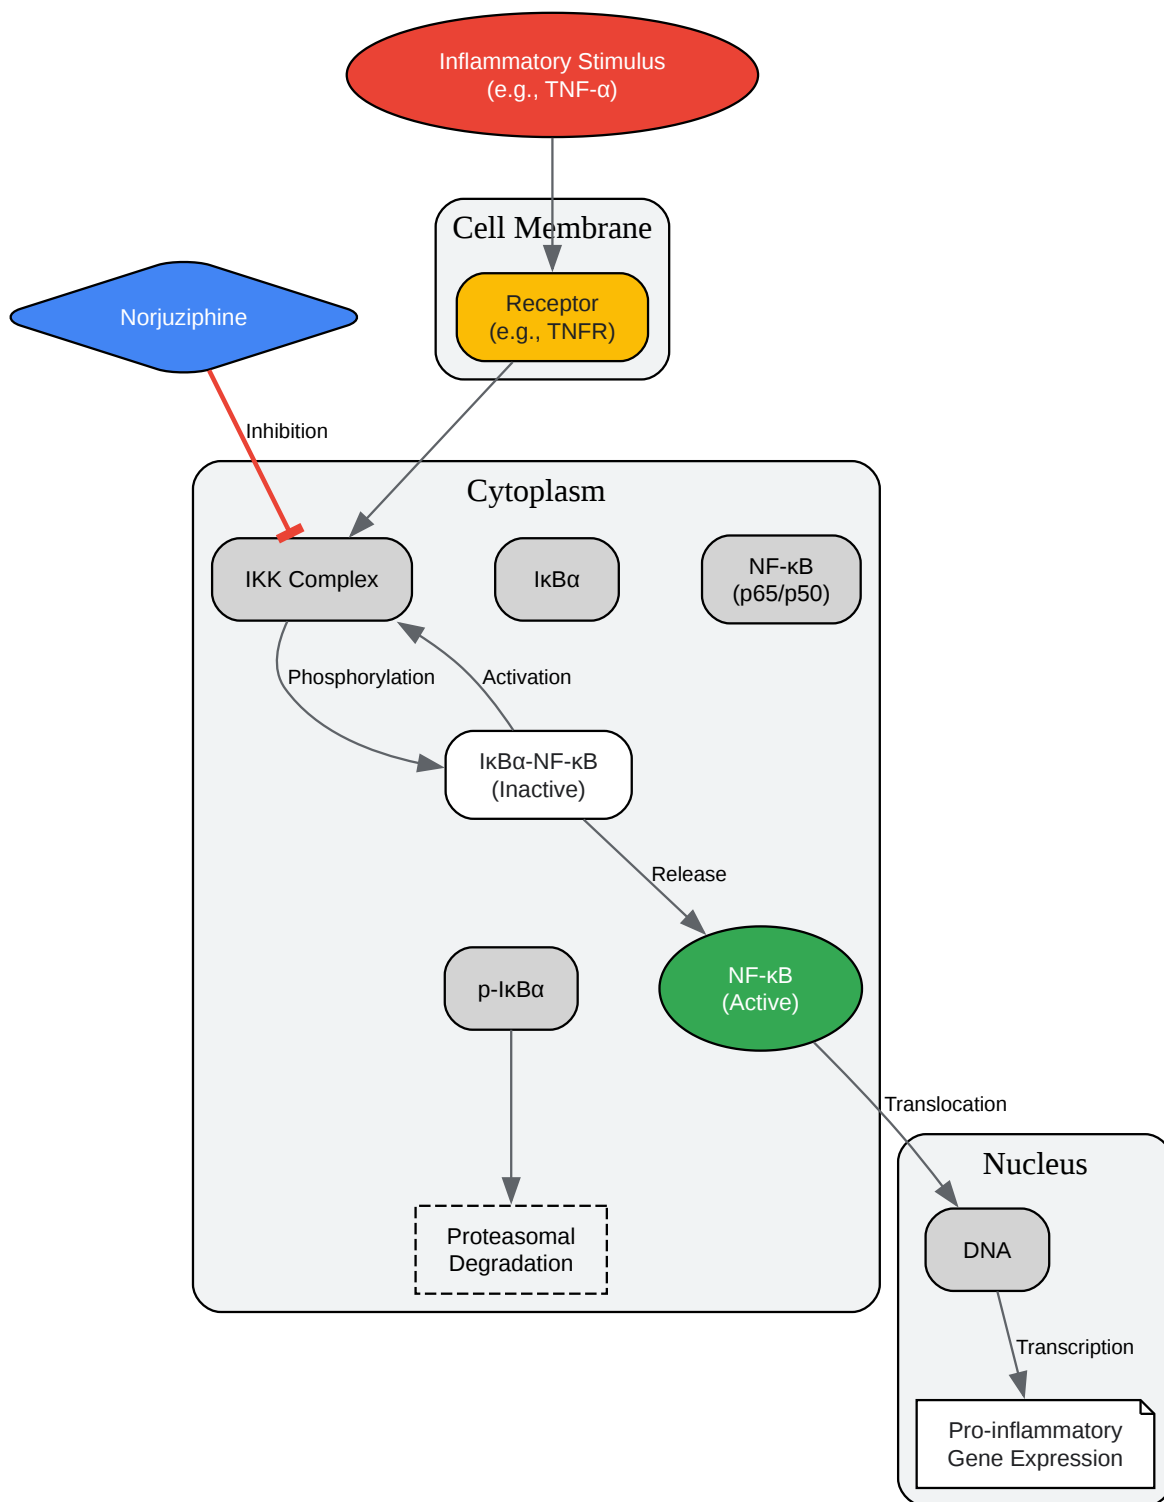 Inflammatory Stimulus
(e.g., TNF-α)
Cell Membrane
Receptor
(e.g., TNFR)
Norjuziphine
Inhibition
Cytoplasm
IKK Complex
IκBα
NF-κB
(p65/p50)
Phosphorylation
Activation
IκBα-NF-κB
(Inactive)
Release
p-IκBα
NF-κB
(Active)
Translocation
Nucleus
Proteasomal
Degradation
DNA
Transcription
Pro-inflammatory
Gene Expression